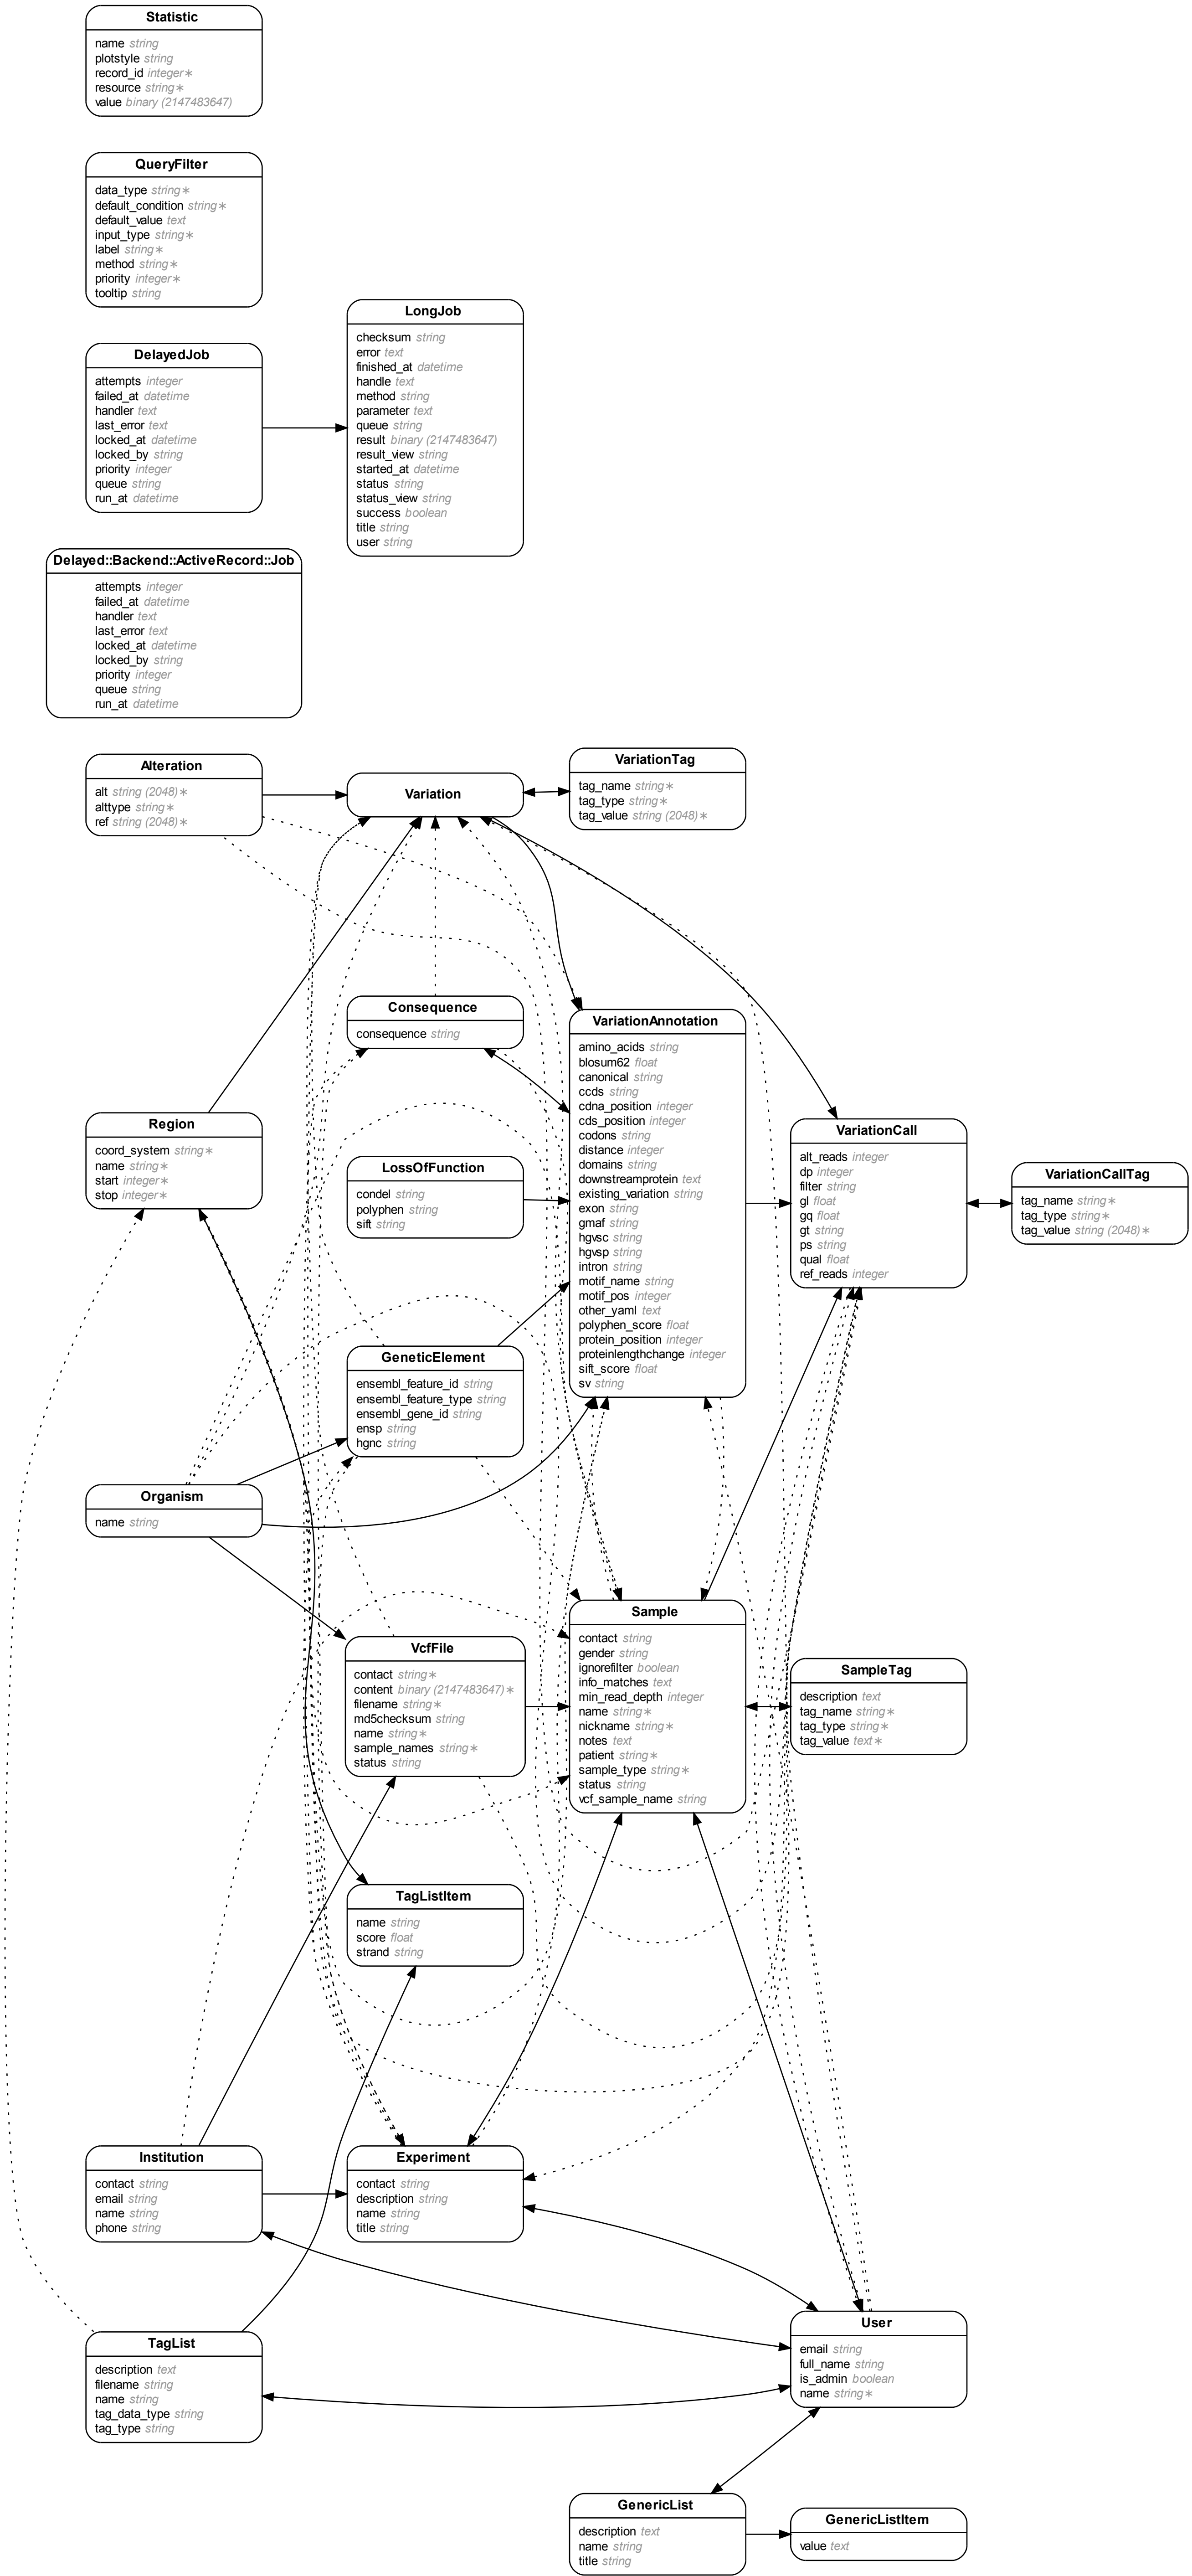 Statistic
name string
plotstyle string
record_id integer∗
resource string∗
value binary (2147483647)
QueryFilter
data_type string∗
default_condition string∗
default_value text
input_type string∗
label string∗
method string∗
priority integer∗
tooltip string
LongJob
checksum string
error text
finished_at datetime
handle text
method string
parameter text
queue string
result binary (2147483647)
result_view string
started_at datetime
status string
status_view string
success boolean
title string
user string
DelayedJob
attempts integer
failed_at datetime
handler text
last_error text
locked_at datetime
locked_by string
priority integer
queue string
run_at datetime
Delayed::Backend::ActiveRecord::Job
attempts integer
failed_at datetime
handler text
last_error text
locked_at datetime
locked_by string
priority integer
queue string
run_at datetime
Alteration
alt string (2048)∗
alttype string∗
ref string (2048)∗
Variation
VariationTag
tag_name string∗
tag_type string∗
tag_value string (2048)∗
Consequence
consequence string
VariationAnnotation
amino_acids string
blosum62 float
canonical string
ccds string
cdna_position integer
cds_position integer
codons string
distance integer
domains string
downstreamprotein text
existing_variation string
exon string
gmaf string
hgvsc string
hgvsp string
intron string
motif_name string
motif_pos integer
other_yaml text
polyphen_score float
protein_position integer
proteinlengthchange integer
sift_score float
sv string
Region
coord_system string∗
name string∗
start integer∗
stop integer∗
LossOfFunction
condel string
polyphen string
sift string
VariationCall
alt_reads integer
dp integer
filter string
gl float
gq float
gt string
ps string
qual float
ref_reads integer
VariationCallTag
tag_name string∗
tag_type string∗
tag_value string (2048)∗
GeneticElement
ensembl_feature_id string
ensembl_feature_type string
ensembl_gene_id string
ensp string
hgnc string
Organism
name string
VcfFile
contact string∗
content binary (2147483647)∗
filename string∗
md5checksum string
name string∗
sample_names string∗
status string
Sample
contact string
gender string
ignorefilter boolean
info_matches text
min_read_depth integer
name string∗
nickname string∗
notes text
patient string∗
sample_type string∗
status string
vcf_sample_name string
SampleTag
description text
tag_name string∗
tag_type string∗
tag_value text∗
TagListItem
name string
score float
strand string
Institution
contact string
email string
name string
phone string
Experiment
contact string
description string
name string
title string
TagList
description text
filename string
name string
tag_data_type string
tag_type string
User
email string
full_name string
is_admin boolean
name string∗
GenericList
description text
name string
title string
GenericListItem
value text